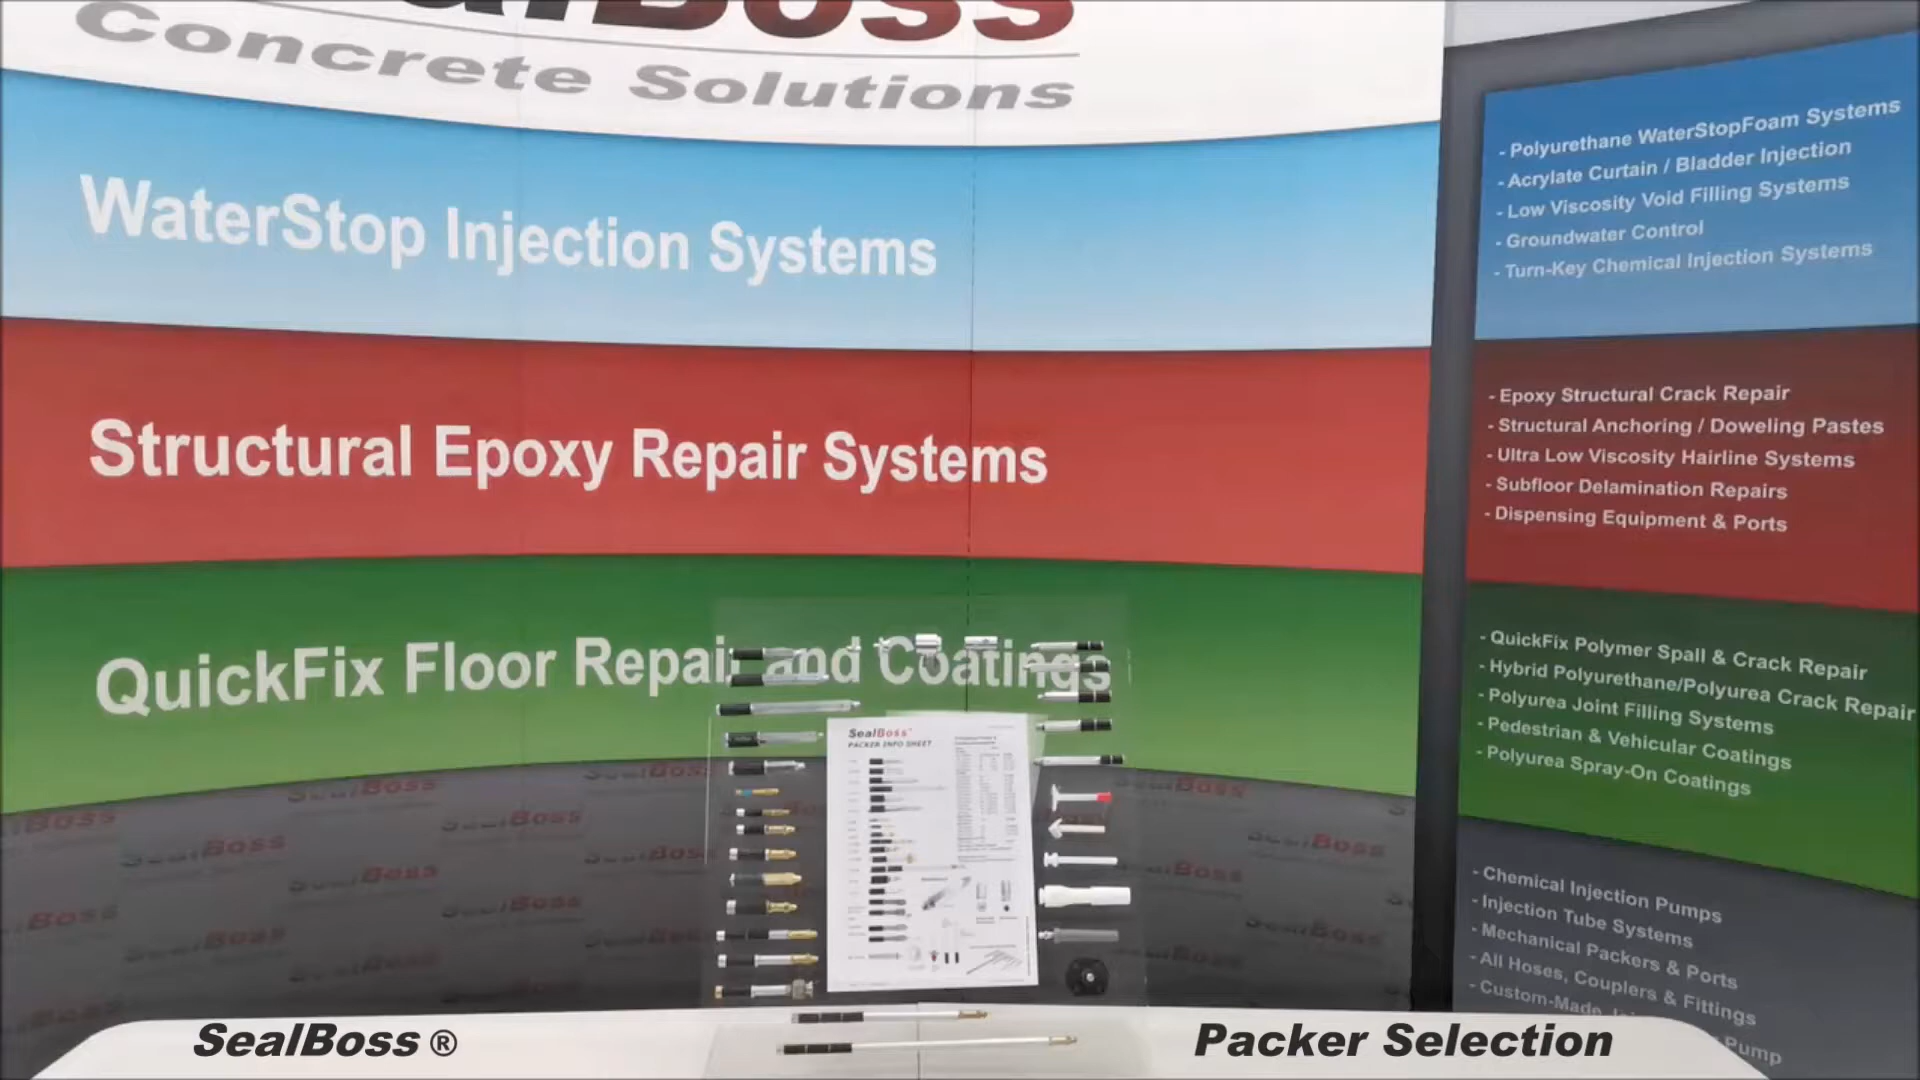 Concrete Solutions
WaterStop Injection Systems
Structural Epoxy Repair Systems
QuickFix Floor Repair and Coatings
- Polyurethane WaterStopFoam Systems
- Acrylate Curtain / Bladder Injection
- Low Viscosity Void Filling Systems
- Groundwater Control
- Turn-Key Chemical Injection Systems
- Epoxy Structural Crack Repair
- Structural Anchoring / Doweling Pastes
- Ultra Low Viscosity Hairline Systems
- Subfloor Delamination Repairs
- Dispensing Equipment & Ports
- QuickFix Polymer Spall & Crack Repair
- Hybrid Polyurethane/Polyurea Crack Repair
- Polyurea Joint Filling Systems
- Pedestrian & Vehicular Coatings
- Polyurea Spray-On Coatings
- Chemical Injection Pumps
- Injection Tube Systems
- Mechanical Packers & Ports
- All Hoses, Couplers & Fittings
- Custom-Made
Pump
SealBoss
PACKER INFO SHEET
SealBoss ®
Packer Selection